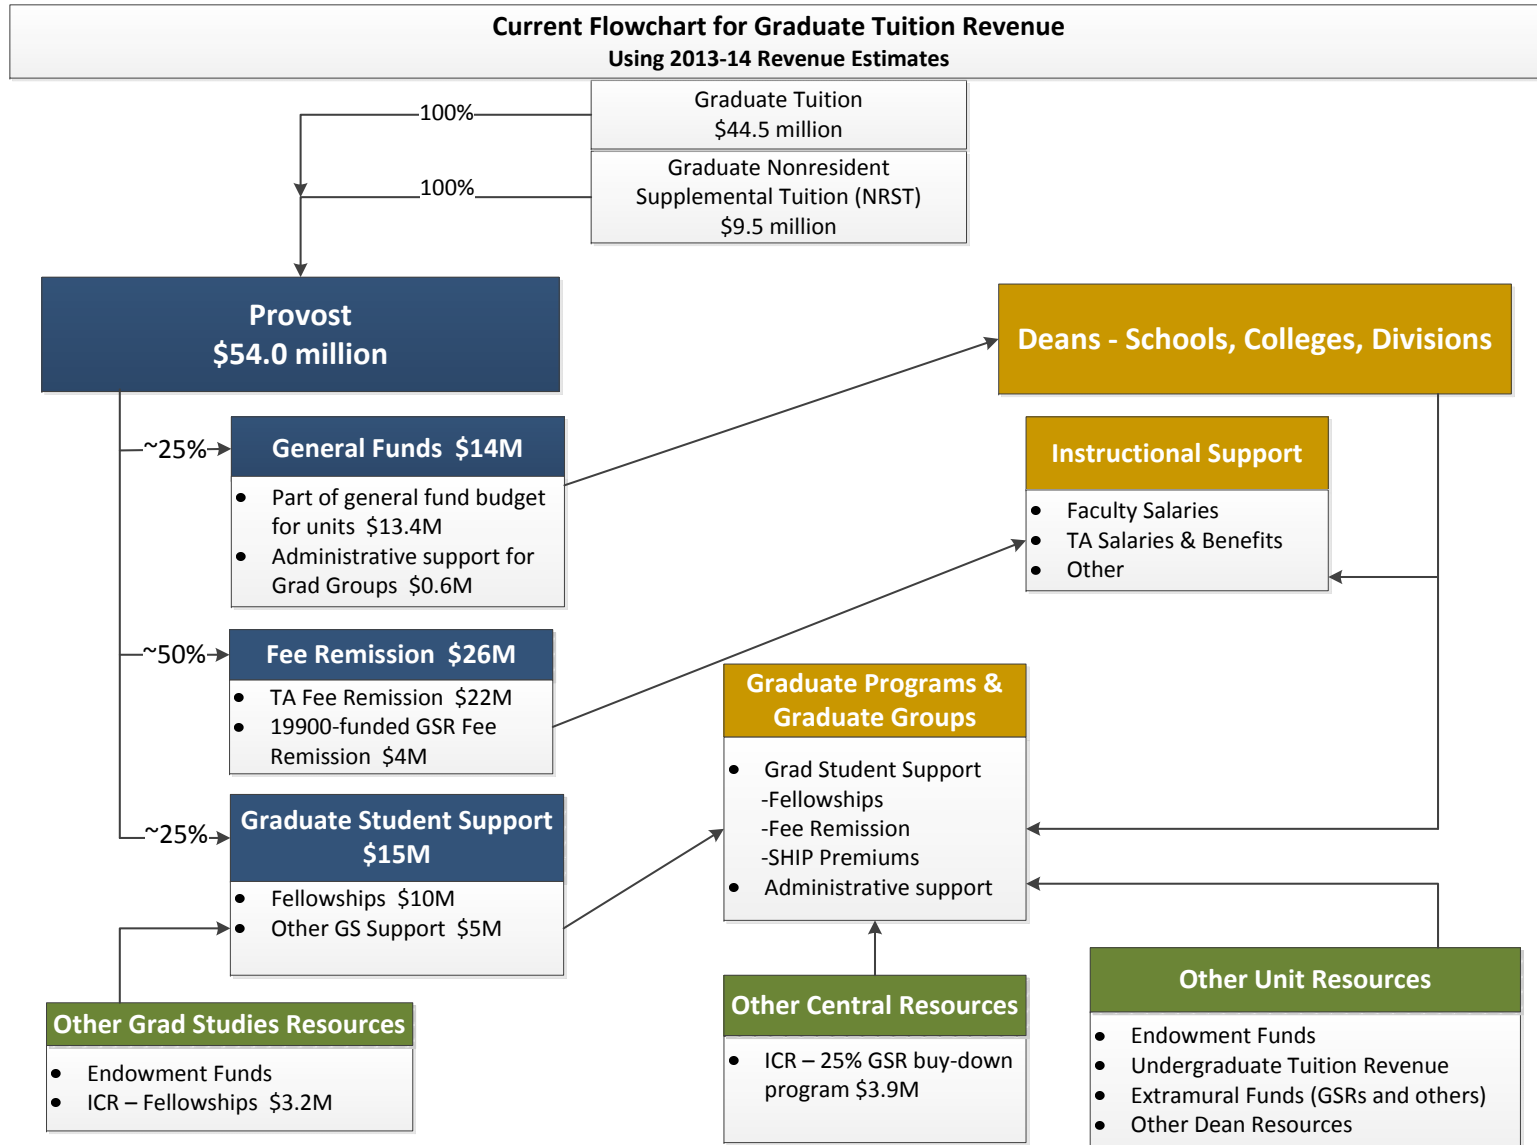 Current Flowchart for Graduate Tuition Revenue
Using 2013-14 Revenue Estimates
Graduate Tuition
$44.5 million
100%
Graduate Nonresident
Supplemental Tuition (NRST)
$9.5 million
100%
Provost
$54.0 million
Deans - Schools, Colleges, Divisions
~25%
General Funds $14M
• Part of general fund budget
for units $13.4M
• Administrative support for
Grad Groups $0.6M
Instructional Support
• Faculty Salaries
• TA Salaries & Benefits
• Other
~50%
Fee Remission $26M
• TA Fee Remission $22M
• 19900-funded GSR Fee
Remission $4M
Graduate Programs &
Graduate Groups
• Grad Student Support
-Fellowships
-Fee Remission
-SHIP Premiums
• Administrative support
~25%
Graduate Student Support
$15M
• Fellowships $10M
• Other GS Support $5M
Other Grad Studies Resources
• Endowment Funds
• ICR – Fellowships $3.2M
Other Central Resources
• ICR – 25% GSR buy-down
program $3.9M
Other Unit Resources
• Endowment Funds
• Undergraduate Tuition Revenue
• Extramural Funds (GSRs and others)
• Other Dean Resources